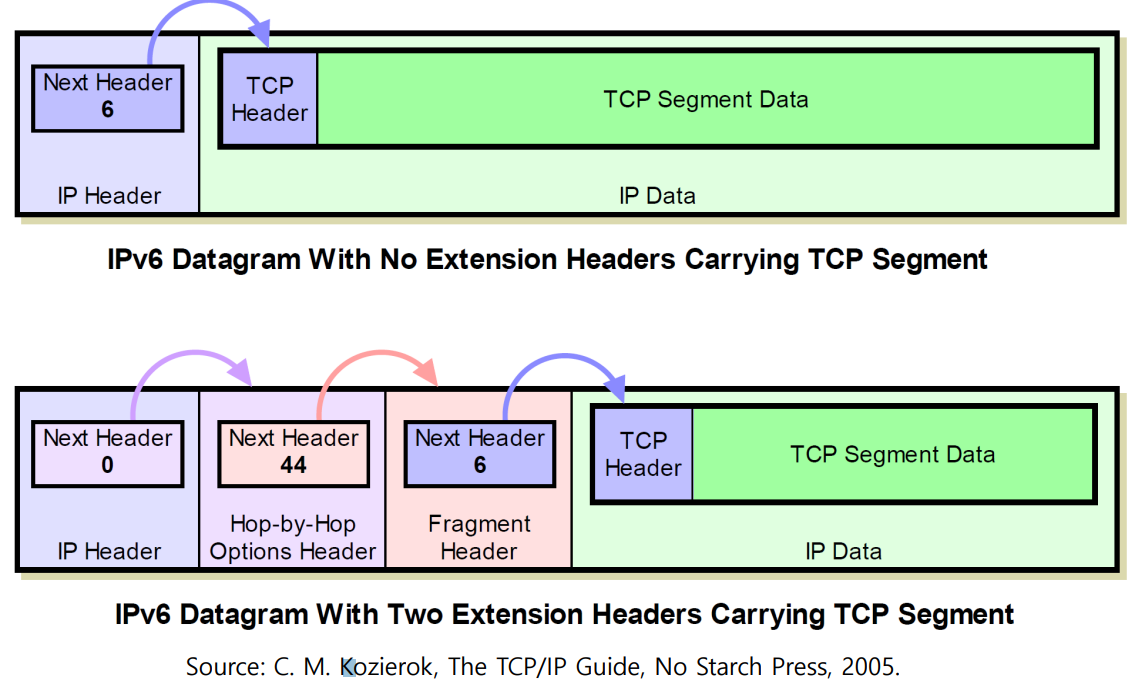 Next Header
6
TCP
Header
TCP Segment Data
IP Header
IP Data
IPv6 Datagram With No Extension Headers Carrying TCP Segment
Next Header
0
Next Header
44
Next Header
6
TCP
Header
TCP Segment Data
IP Header
Hop-by-Hop
Options Header
Fragment
Header
IP Data
IPv6 Datagram With Two Extension Headers Carrying TCP Segment
Source: C. M. Kozierok, The TCP/IP Guide, No Starch Press, 2005.